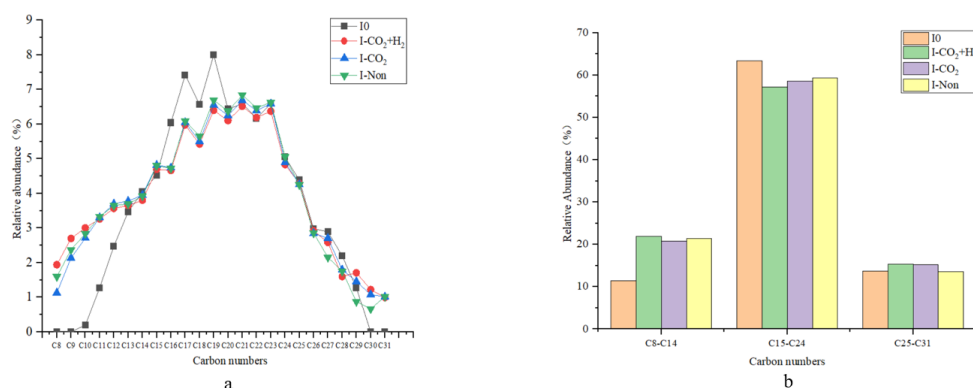 9
8
7
6
5
4
3
2
1
0
Relative abundance (%)
I0
I-CO₂+H₂
I-CO₂
I-Non
C8 C9 C10 C11 C12 C13 C14 C15 C16 C17 C18 C19 C20 C21 C22 C23 C24 C25 C26 C27 C28 C29 C30 C31
Carbon numbers
a
70
60
50
40
30
20
10
0
Relative Abundance (%)
I0
I-CO₂+H
I-CO₂
I-Non
C8-C14 C15-C24 C25-C31
Carbon numbers
b